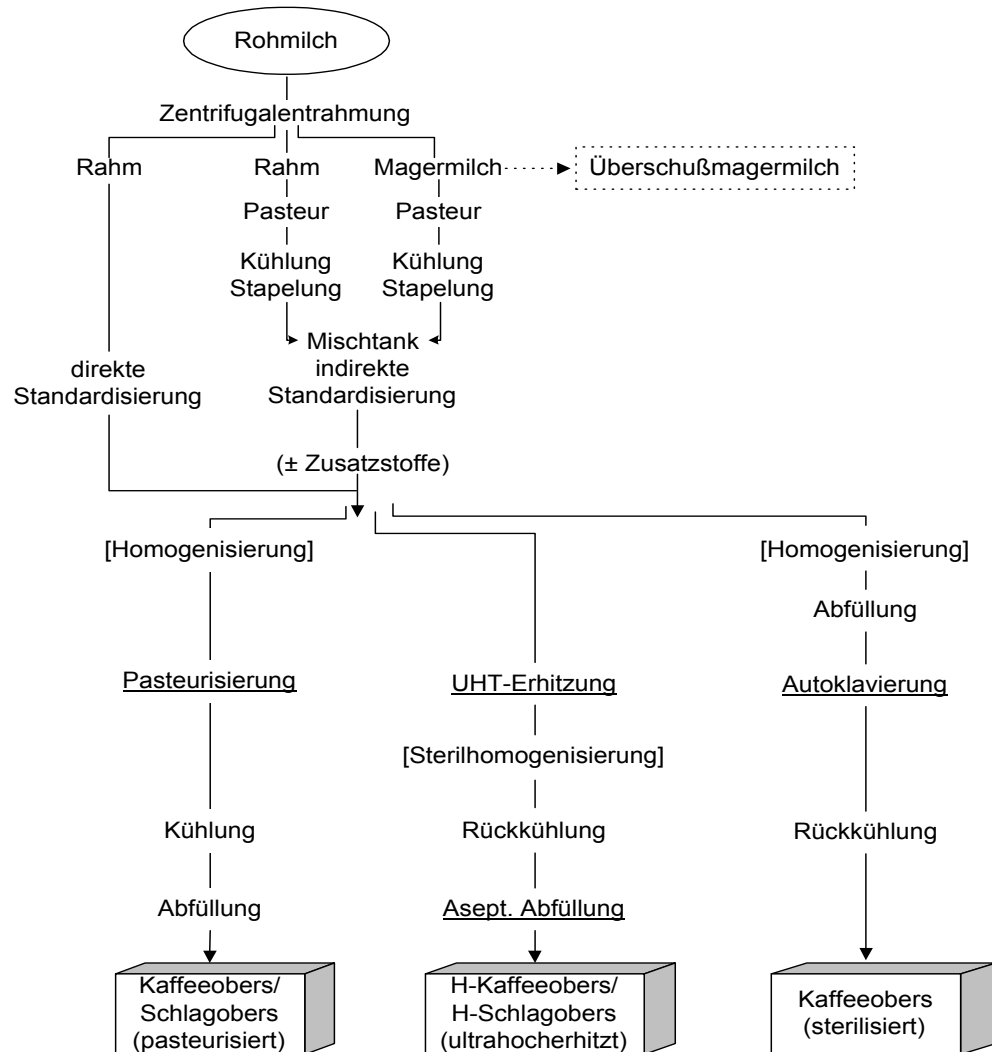 Rohmilch
Zentrifugalentrahmung
Rahm
Rahm
Magermilch
Überschußmagermilch
Pasteur
Pasteur
Kühlung
Stapelung
Kühlung
Stapelung
direkte
Standardisierung
Mischtank
indirekte
Standardisierung
(± Zusatzstoffe)
[Homogenisierung]
Pasteurisierung
Kühlung
Abfüllung
Kaffeeobers/
Schlagobers
(pasteurisiert)
UHT-Erhitzung
[Sterilhomogenisierung]
Rückkühlung
Asept. Abfüllung
H-Kaffeeobers/
H-Schlagobers
(ultrahocherhitzt)
[Homogenisierung]
Abfüllung
Autoklavierung
Rückkühlung
Kaffeeobers
(sterilisiert)